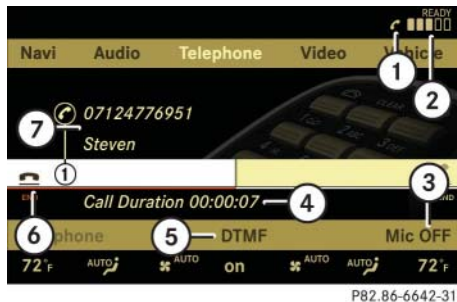 READY
Navi Audio Telephone Video Vehicle
1
2
07124776951
7
Steven
1
3
END
Call Duration 00:00:07
4
6
5
DTMF
Mic OFF
72°F AUTO AUTO on AUTO AUTO 72°F
P82.86-6642-31